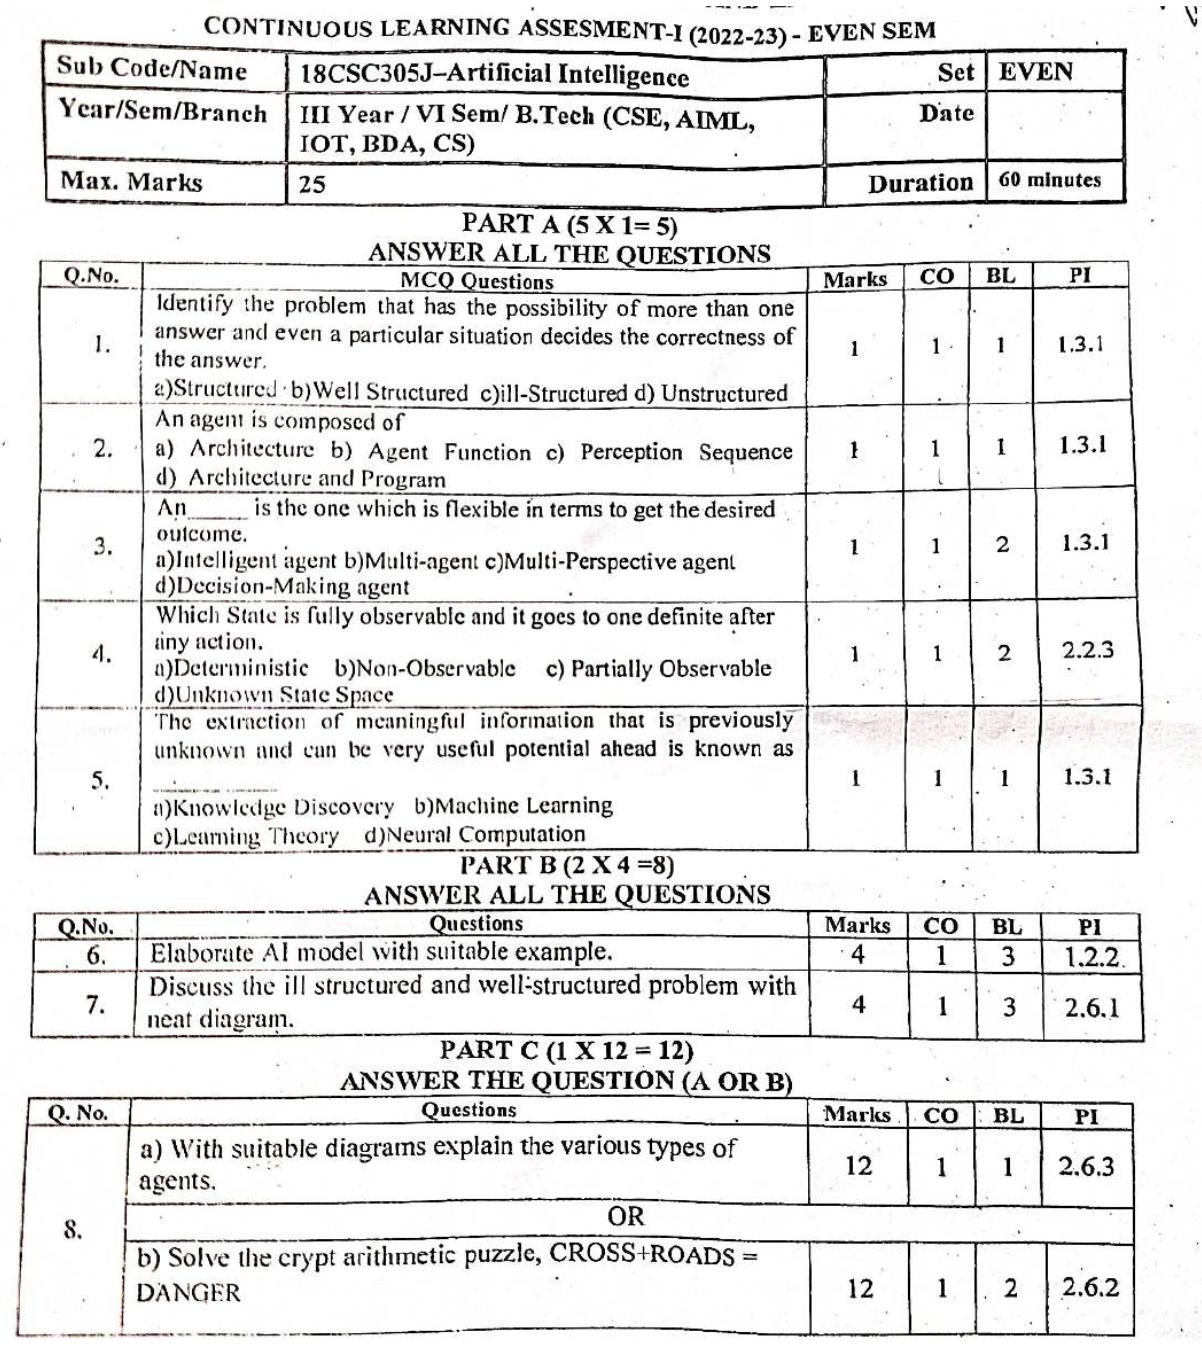 CONTINUOUS LEARNING ASSESMENT-I (2022-23) - EVEN SEM
Sub Code/Name 18CSC305J–Artificial Intelligence Set EVEN
Year/Sem/Branch III Year / VI Sem/ B.Tech (CSE, AIML, Date
IOT, BDA, CS)
Max. Marks 25 Duration 60 minutes
PART A (5 X 1= 5)
ANSWER ALL THE QUESTIONS
Q.No. MCQ Questions Marks CO BL PI
Identify the problem that has the possibility of more than one
answer and even a particular situation decides the correctness of
1. the answer. 1 1 1 1.3.1
a)Structured b)Well Structured c)ill-Structured d) Unstructured
An agent is composed of
2. a) Architecture b) Agent Function c) Perception Sequence 1 1 1 1.3.1
d) Architecture and Program
An_____ is the one which is flexible in terms to get the desired
outcome.
3. a)Intelligent agent b)Multi-agent c)Multi-Perspective agent 1 1 2 1.3.1
d)Decision-Making agent
Which State is fully observable and it goes to one definite after
any action.
4. a)Deterministic b)Non-Observable c) Partially Observable 1 1 2 2.2.3
d)Unknown State Space
The extraction of meaningful information that is previously
unknown and can be very useful potential ahead is known as
5. __________ 1 1 1 1.3.1
a)Knowledge Discovery b)Machine Learning
c)Learning Theory d)Neural Computation
PART B (2 X 4 =8)
ANSWER ALL THE QUESTIONS
Q.No. Questions Marks CO BL PI
6. Elaborate AI model with suitable example. 4 1 3 1.2.2
Discuss the ill structured and well-structured problem with
7. neat diagram. 4 1 3 2.6.1
PART C (1 X 12 = 12)
ANSWER THE QUESTION (A OR B)
Q. No. Questions Marks CO BL PI
a) With suitable diagrams explain the various types of
agents. 12 1 1 2.6.3
8. OR
b) Solve the crypt arithmetic puzzle, CROSS+ROADS =
DANGER 12 1 2 2.6.2